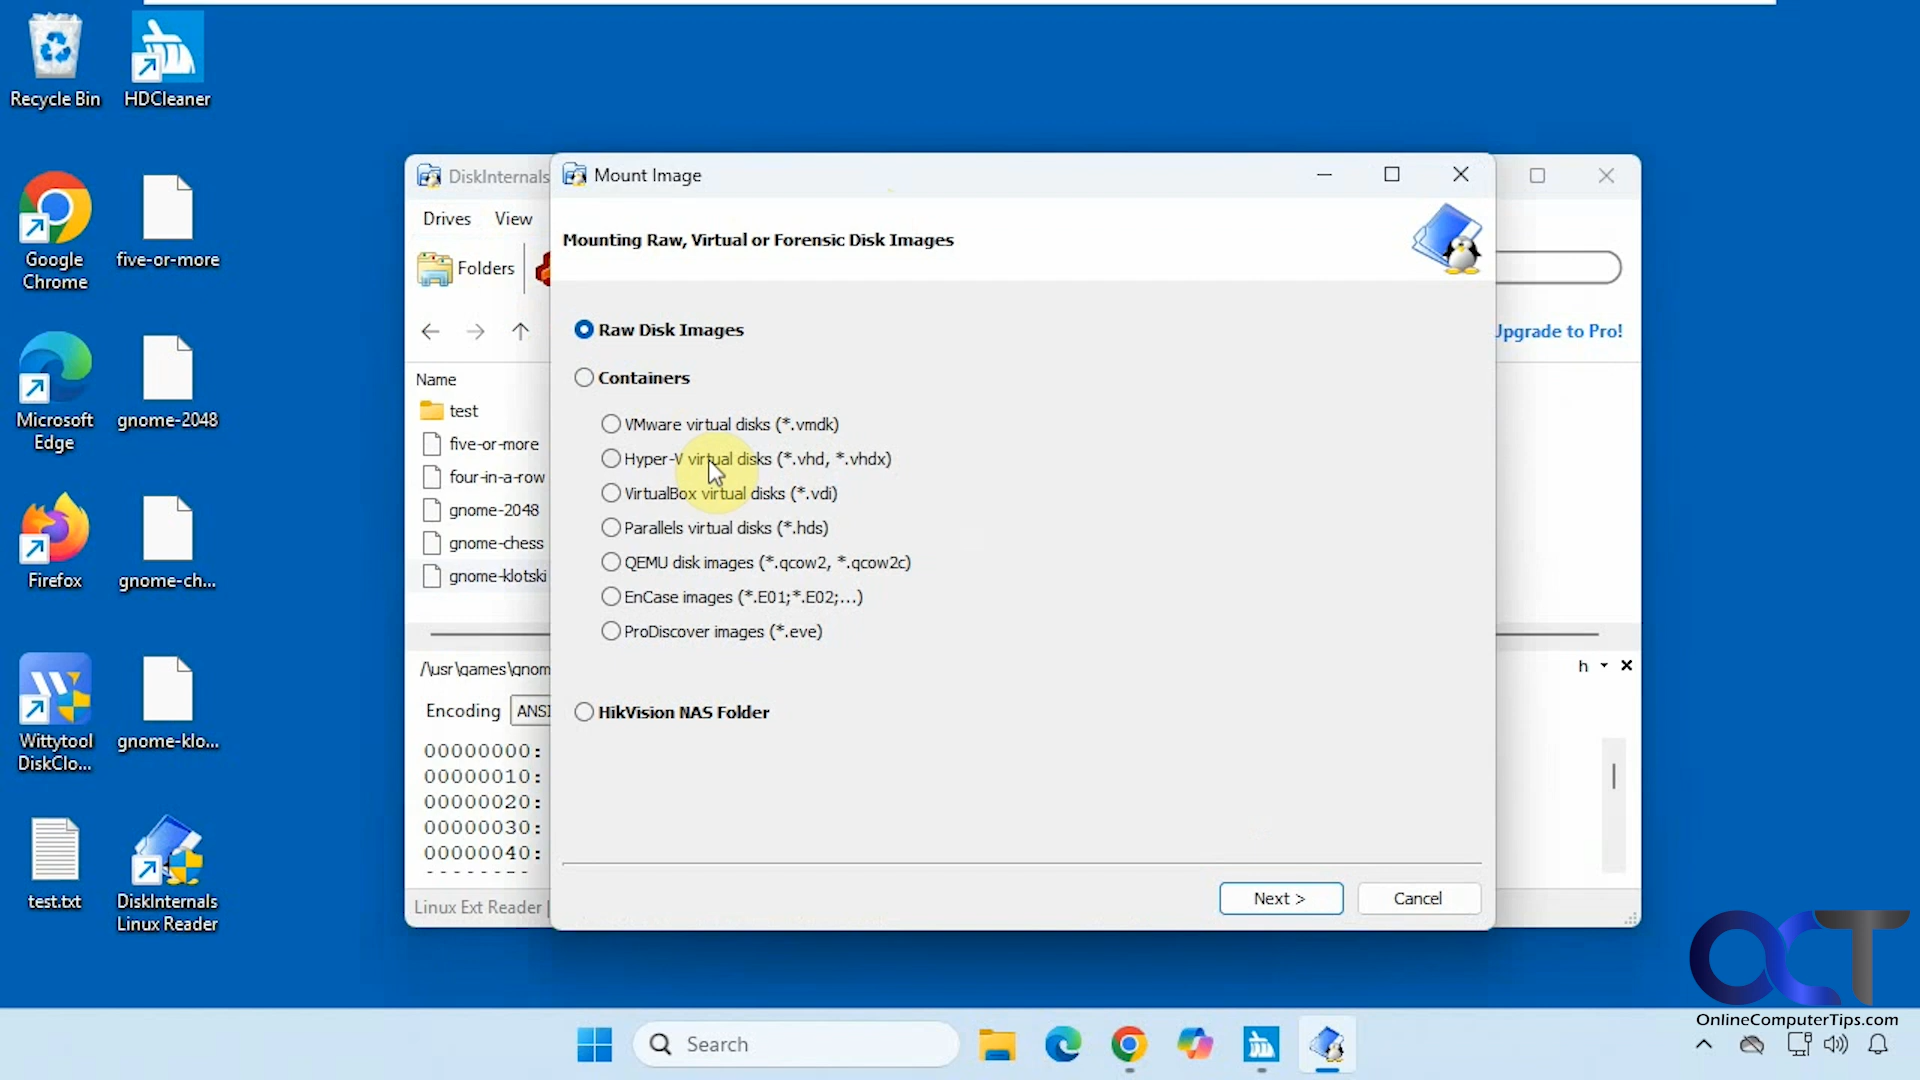 Recycle Bin
HDCleaner
Google
Chrome
five-or-more
Microsoft
Edge
gnome-2048
Firefox
gnome-ch...
Wittytool
DiskClo...
gnome-klo...
test.txt
DiskInternals
Linux Reader
DiskInternals
Drives View
Folders
Upgrade to Pro!
Name
test
five-or-more
four-in-a-row
gnome-2048
gnome-chess
gnome-klotski
/\usr\games\gnom
h
Encoding ANSI
00000000:
00000010:
00000020:
00000030:
00000040:
Linux Ext Reader |
Mount Image
Mounting Raw, Virtual or Forensic Disk Images
Raw Disk Images
Containers
VMware virtual disks (*.vmdk)
Hyper-V virtual disks (*.vhd, *.vhdx)
VirtualBox virtual disks (*.vdi)
Parallels virtual disks (*.hds)
QEMU disk images (*.qcow2, *.qcow2c)
EnCase images (*.E01;*.E02;...)
ProDiscover images (*.eve)
HikVision NAS Folder
Next >
Cancel
OCT
OnlineComputerTips.com
Search